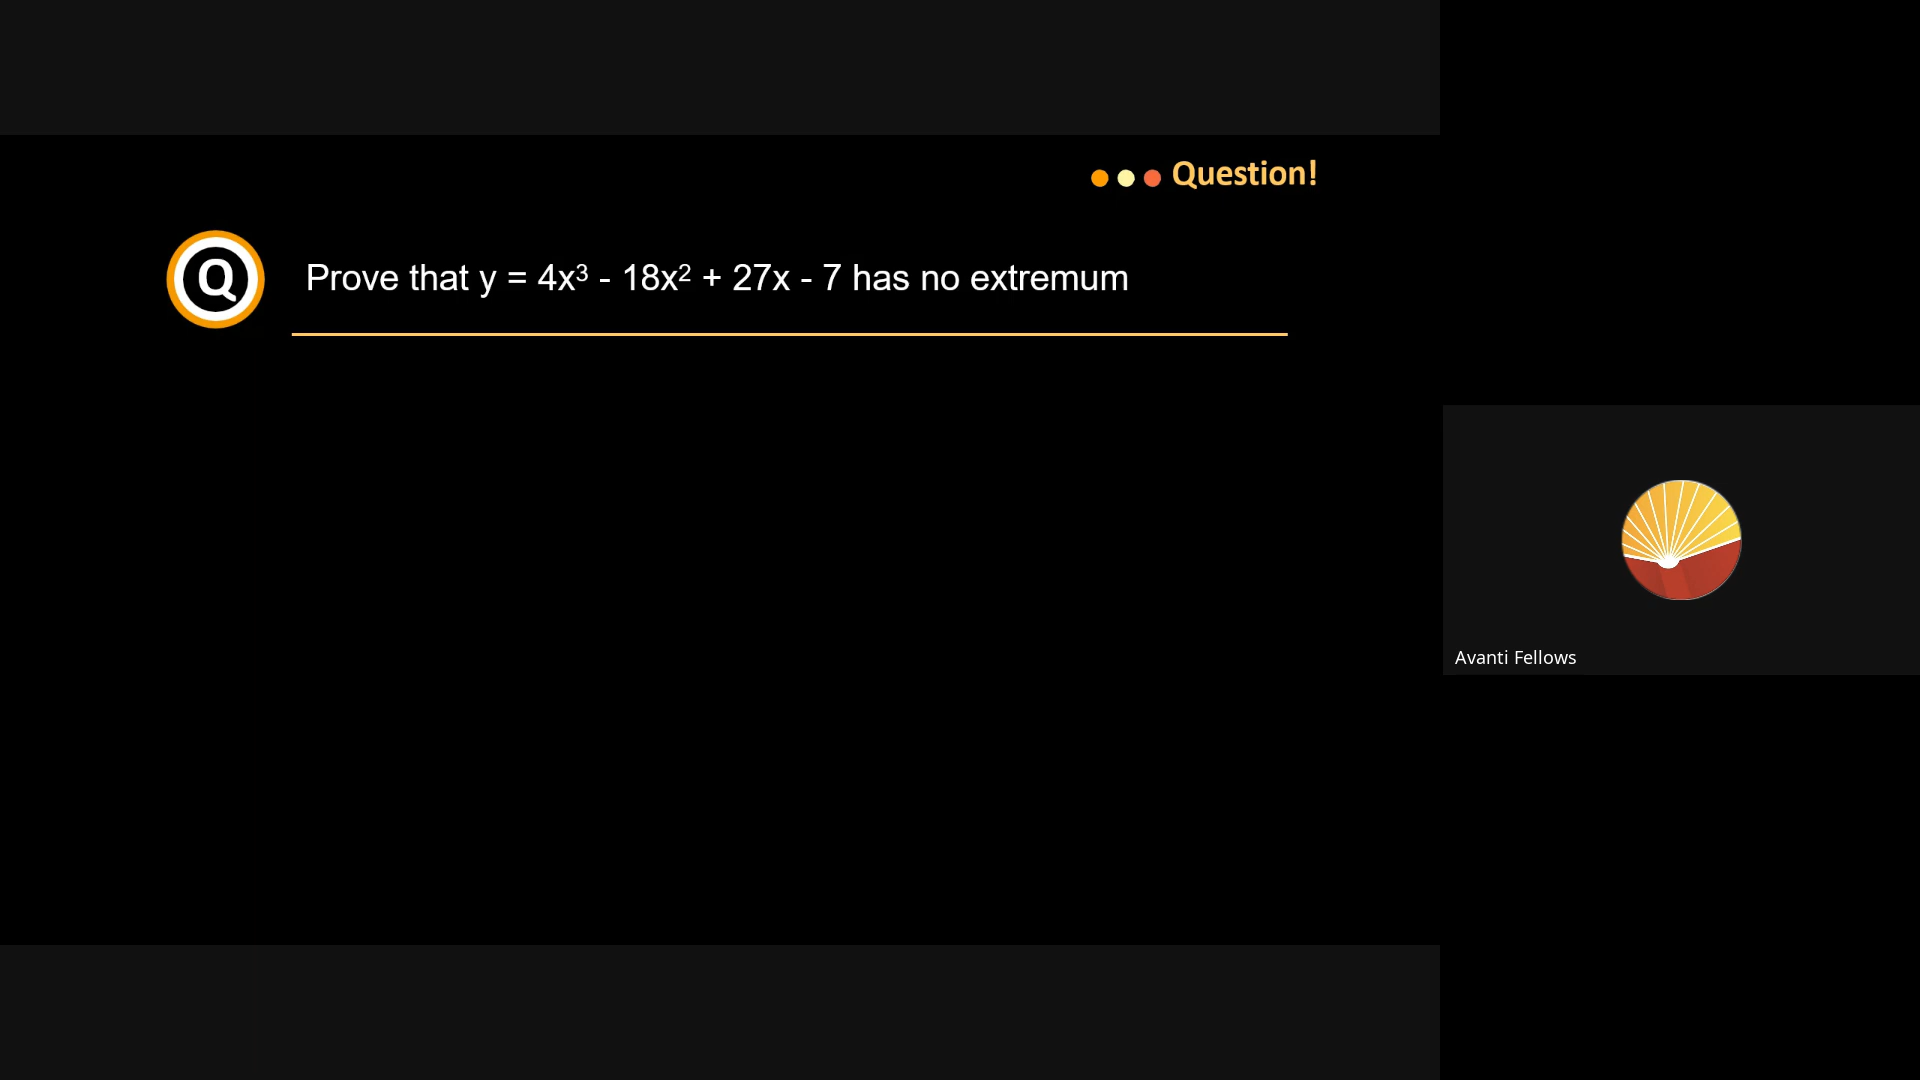 Question!
Q
Prove that y = 4x³ - 18x² + 27x - 7 has no extremum
Avanti Fellows